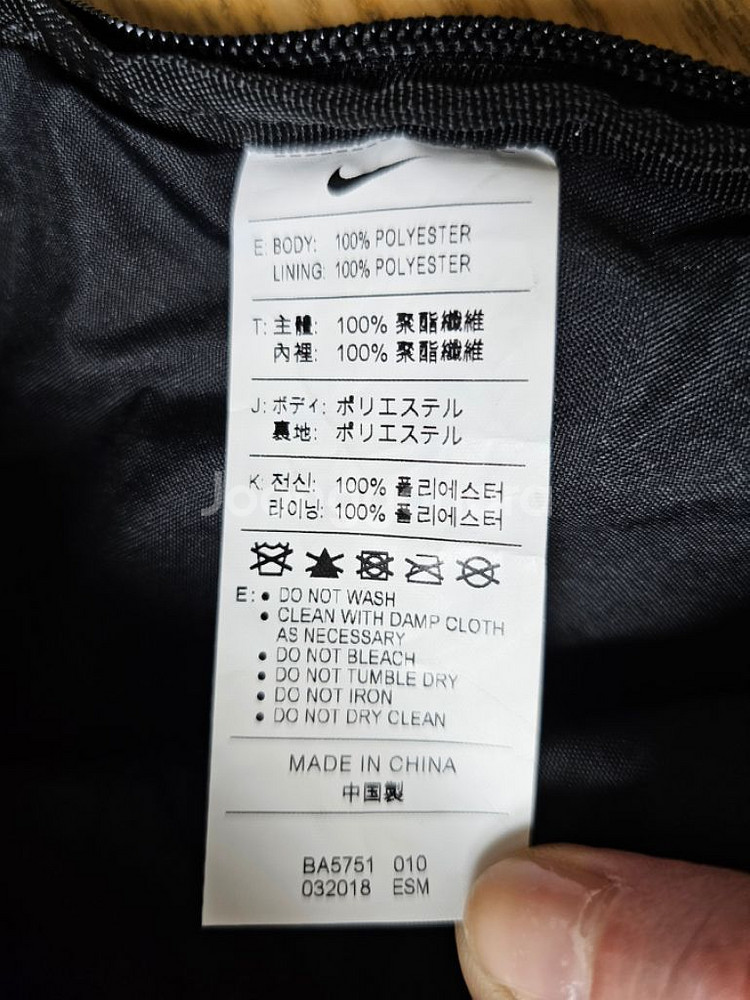 E: BODY: 100% POLYESTER
LINING: 100% POLYESTER
T: 主體: 100% 聚酯纖維
內裡: 100% 聚酯纖維
J: ボディ: ポリエステル
裏地: ポリエステル
K: 전신: 100% 폴리에스터
라이닝: 100% 폴리에스터
E: • DO NOT WASH
• CLEAN WITH DAMP CLOTH
AS NECESSARY
• DO NOT BLEACH
• DO NOT TUMBLE DRY
• DO NOT IRON
• DO NOT DRY CLEAN
MADE IN CHINA
中国製
BA5751 010
032018 ESM